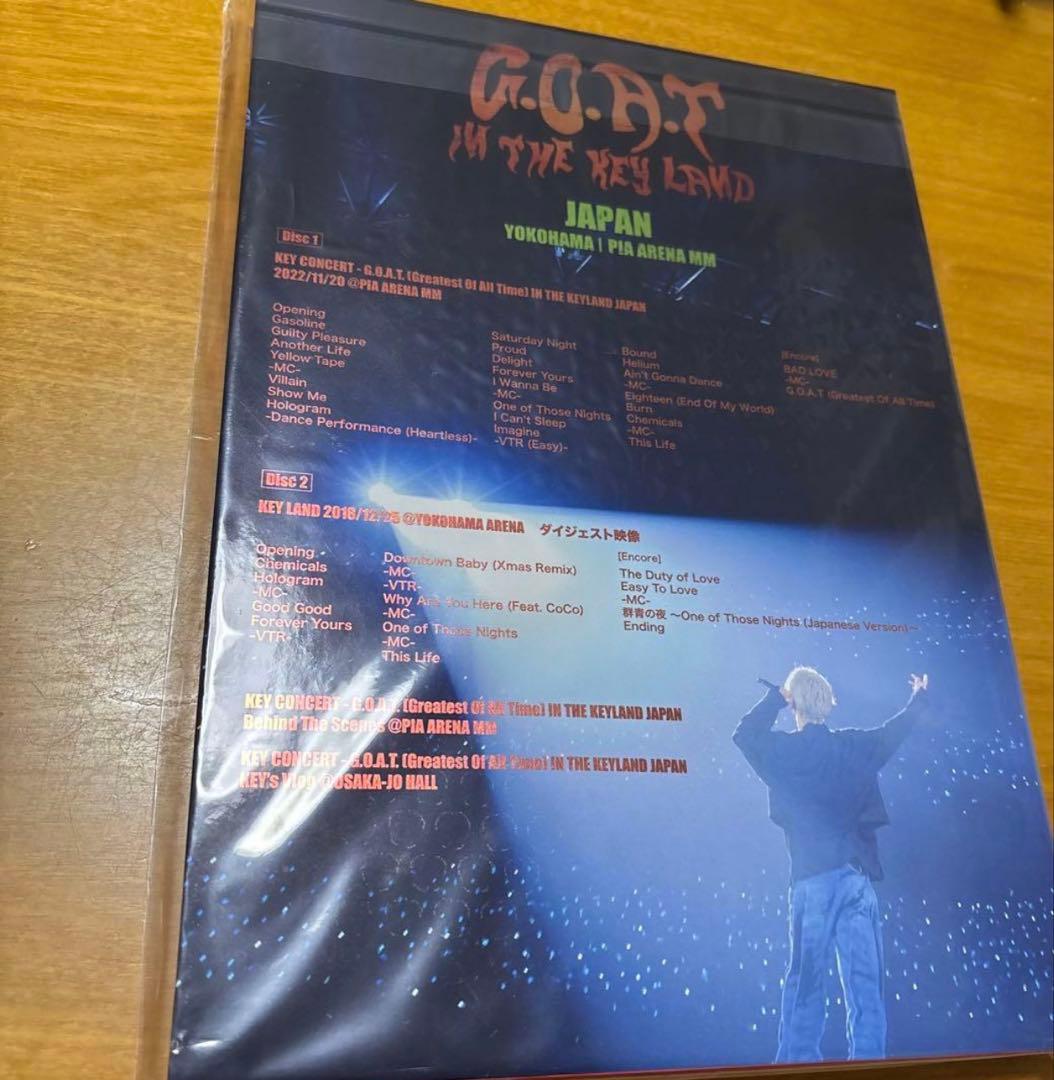 G.O.A.T
IN THE KEY LAND
JAPAN
YOKOHAMA | PIA ARENA MM
Disc 1
KEY CONCERT - G.O.A.T. (Greatest Of All Time) IN THE KEYLAND JAPAN
2022/11/20 @PIA ARENA MM
Opening
Gasoline
Guilty Pleasure
Another Life
Yellow Tape
-MC-
Villain
Show Me
Hologram
-Dance Performance (Heartless)-
Saturday Night
Proud
Delight
Forever Yours
I Wanna Be
-MC-
One of Those Nights
I Can't Sleep
Imagine
-VTR (Easy)-
Bound
Helium
Ain't Gonna Dance
-MC-
Eighteen (End Of My World)
Burn
Chemicals
-MC-
This Life
[Encore]
BAD LOVE
-MC-
G.O.A.T (Greatest Of All Time)
Disc 2
KEY LAND 2018/12/25 @YOKOHAMA ARENA ダイジェスト映像
Opening
Chemicals
Hologram
-MC-
Good Good
Forever Yours
-VTR-
Downtown Baby (Xmas Remix)
-MC-
-VTR-
Why Are You Here (Feat. CoCo)
-MC-
One of Those Nights
-MC-
This Life
[Encore]
The Duty of Love
Easy To Love
-MC-
群青の夜 ～One of Those Nights (Japanese Version)～
Ending
KEY CONCERT - G.O.A.T. (Greatest Of All Time) IN THE KEYLAND JAPAN
Behind The Scenes @PIA ARENA MM
KEY CONCERT - G.O.A.T. (Greatest Of All Time) IN THE KEYLAND JAPAN
KEY's Vlog @OSAKA-JO HALL